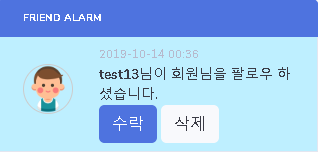 FRIEND ALARM
2019-10-14 00:36
test13님이 회원님을 팔로우 하
셨습니다.
수락 삭제